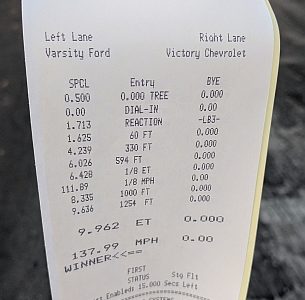 Left Lane Right Lane
Varsity Ford Victory Chevrolet
SPCL Entry BYE
0.500 0.000 TREE 0.000
0.00 DIAL-IN 0.00
1.713 REACTION -LB3-
1.625 60 FT 0.000
4.239 330 FT 0.000
6.026 594 FT 0.000
6.428 1/8 ET 0.000
111.89 1/8 MPH 0.00
8.335 1000 FT 0.000
9.636 1254 FT 0.000
9.962 ET 0.000
137.99 MPH 0.00
WINNER<<==
FIRST
STATUS Stg Flt
Enabled: 15.000 Secs Left